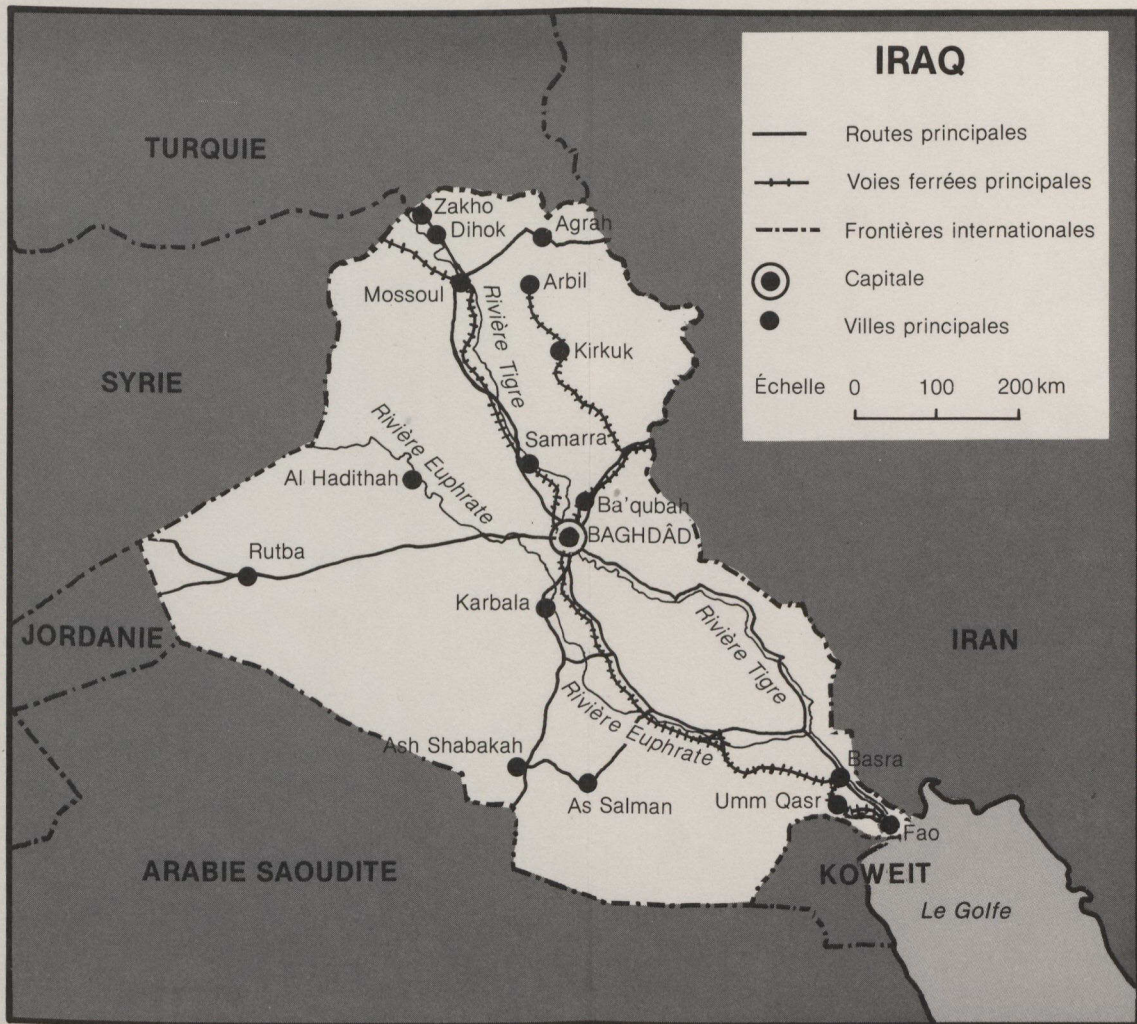 IRAQ
Routes principales
Voies ferrées principales
Frontières internationales
Capitale
Villes principales
Échelle 0 100 200 km
TURQUIE
Zakho
Dihok
Agrah
Mossoul
Arbil
Rivière Tigre
Kirkuk
SYRIE
Rivière Euphrate
Samarra
Al Hadithah
Ba'qubah
BAGHDÂD
Rutba
Karbala
JORDANIE
Rivière Tigre
IRAN
Rivière Euphrate
Ash Shabakah
Basra
As Salman
Umm Qasr
Fao
ARABIE SAOUDITE
KOWEIT
Le Golfe